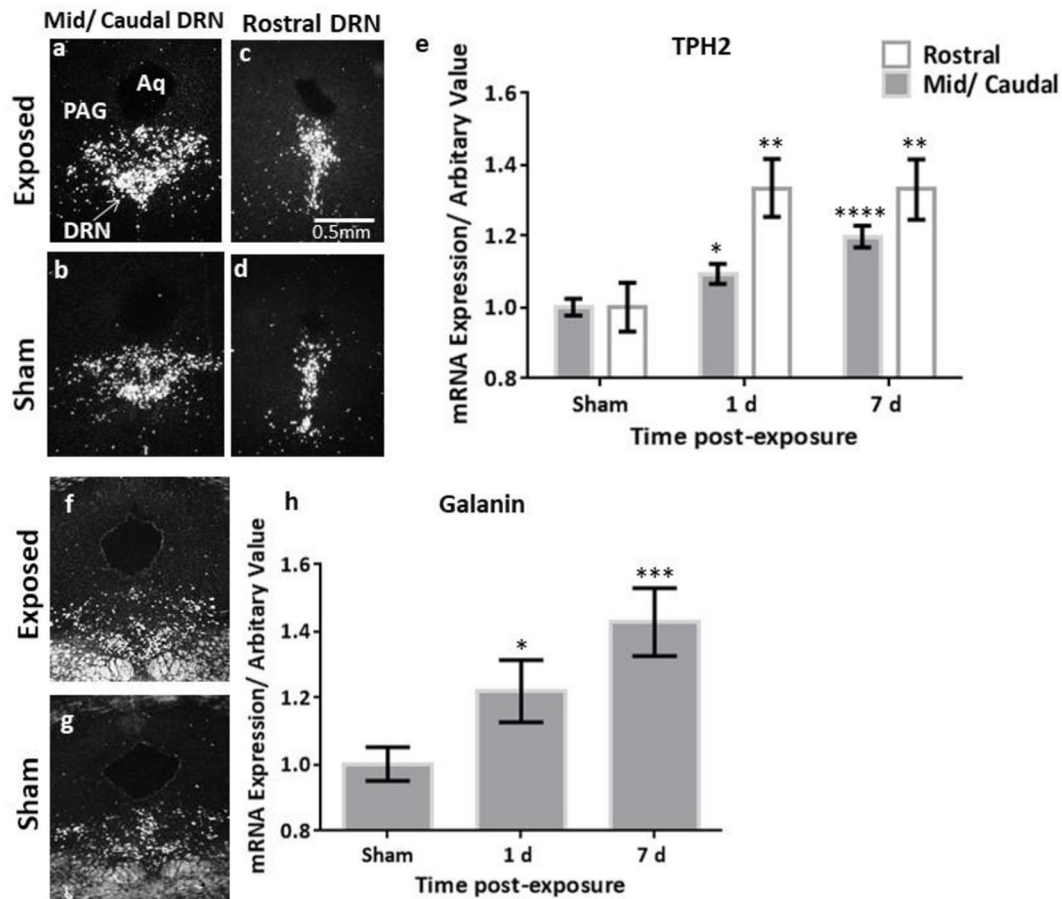 Mid/ Caudal DRN
Rostral DRN
Exposed
a
Aq
PAG
DRN
c
0.5mm
Sham
b
d
e
TPH2
Rostral
Mid/ Caudal
mRNA Expression/ Arbitary Value
1.6
1.4
1.2
1.0
0.8
*
**
****
**
Sham
1 d
7 d
Time post-exposure
Exposed
f
Sham
g
h
Galanin
mRNA Expression/ Arbitary Value
1.6
1.4
1.2
1.0
0.8
*
***
Sham
1 d
7 d
Time post-exposure